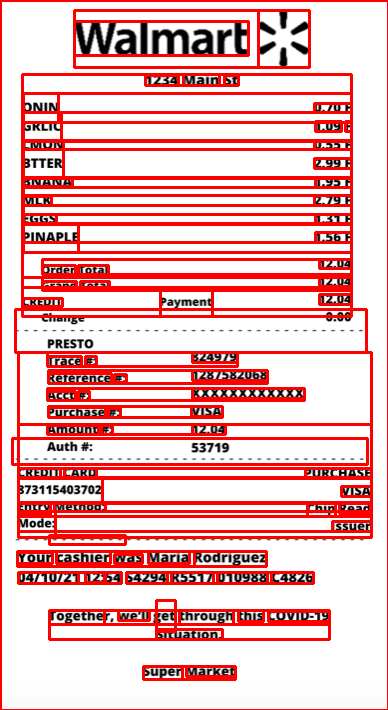 Walmart
1234 Main St
ONIN 0.70 F
GRLIC 1.09 F
LMON 0.55 F
BTTER 2.99 F
BNANA 1.95 F
MLK 2.79 F
EGGS 1.31 F
PINAPLE 1.56 F
Order Total 12.04
Grand Total 12.04
CREDIT Payment 12.04
Change 0.00
PRESTO
Trace #: 824979
Reference #: 1287582068
Acct #: XXXXXXXXXXXX
Purchase #: VISA
Amount #: 12.04
Auth #: 53719
CREDIT CARD PURCHASE
373115403702 VISA
Entry Method: Chip Read
Mode: Issuer
Your cashier was Maria Rodriguez
04/10/21 12:54 S4294 R5517 010988 C4826
Together, we'll get through this COVID-19
situation.
Super Market